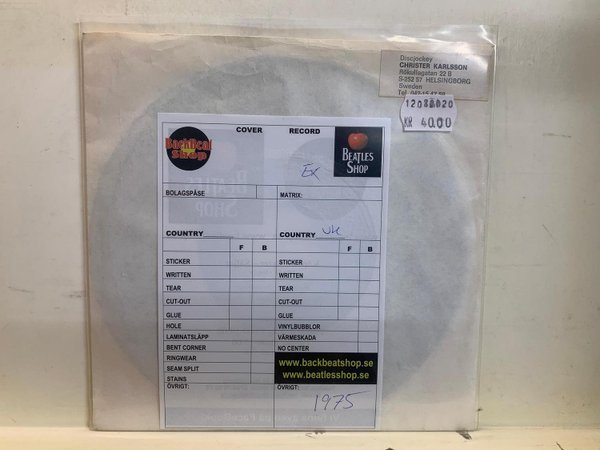 Discjockey
CHRISTER KARLSSON
Rökullagatan 22 B
S-252 57 HELSINGBORG
Sweden
KR 40.00
COVER RECORD
BackBeat
Shop
Ex
BEATLES
SHOP
BOLAGSPÅSE MATRIX:
COUNTRY COUNTRY UK
F B F B
STICKER STICKER
WRITTEN WRITTEN
TEAR TEAR
CUT-OUT CUT-OUT
GLUE GLUE
HOLE VINYLBUBBLOR
LAMINATSLÄPP VÄRMESKADA
BENT CORNER NO CENTER
RINGWEAR
SEAM SPLIT
STAINS
www.backbeatshop.se
www.beatlesshop.se
ÖVRIGT: ÖVRIGT:
1975